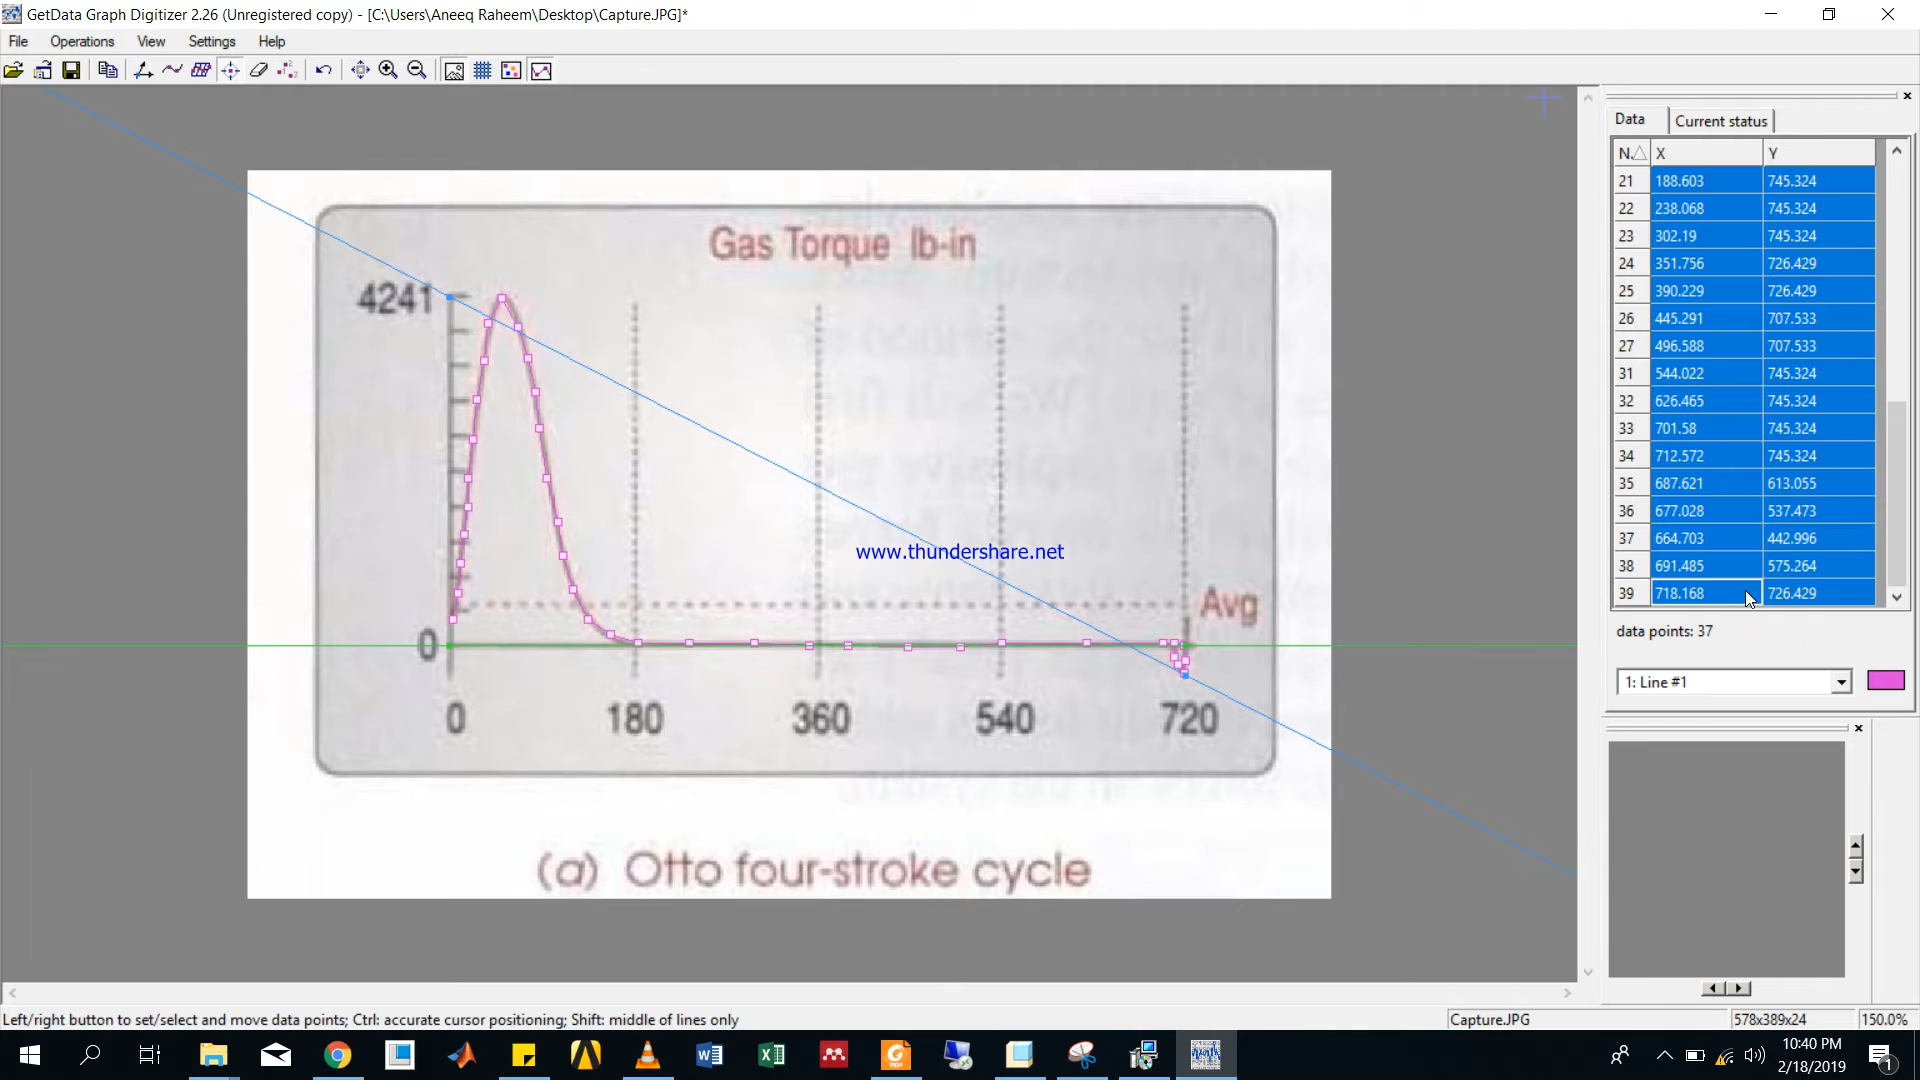 GetData Graph Digitizer 2.26 (Unregistered copy) - [C:\Users\Aneeq Raheem\Desktop\Capture.JPG]*
File Operations View Settings Help
Data Current status
N. X Y
21 188.603 745.324
22 238.068 745.324
23 302.19 745.324
24 351.756 726.429
25 390.229 726.429
26 445.291 707.533
27 496.588 707.533
31 544.022 745.324
32 626.465 745.324
33 701.58 745.324
34 712.572 745.324
35 687.621 613.055
36 677.028 537.473
37 664.703 442.996
38 691.485 575.264
39 718.168 726.429
data points: 37
1: Line #1
Gas Torque lb-in
4241
www.thundershare.net
Avg
0
0 180 360 540 720
(a) Otto four-stroke cycle
Left/right button to set/select and move data points; Ctrl: accurate cursor positioning; Shift: middle of lines only
Capture.JPG 578x389x24 150.0%
10:40 PM
2/18/2019
1